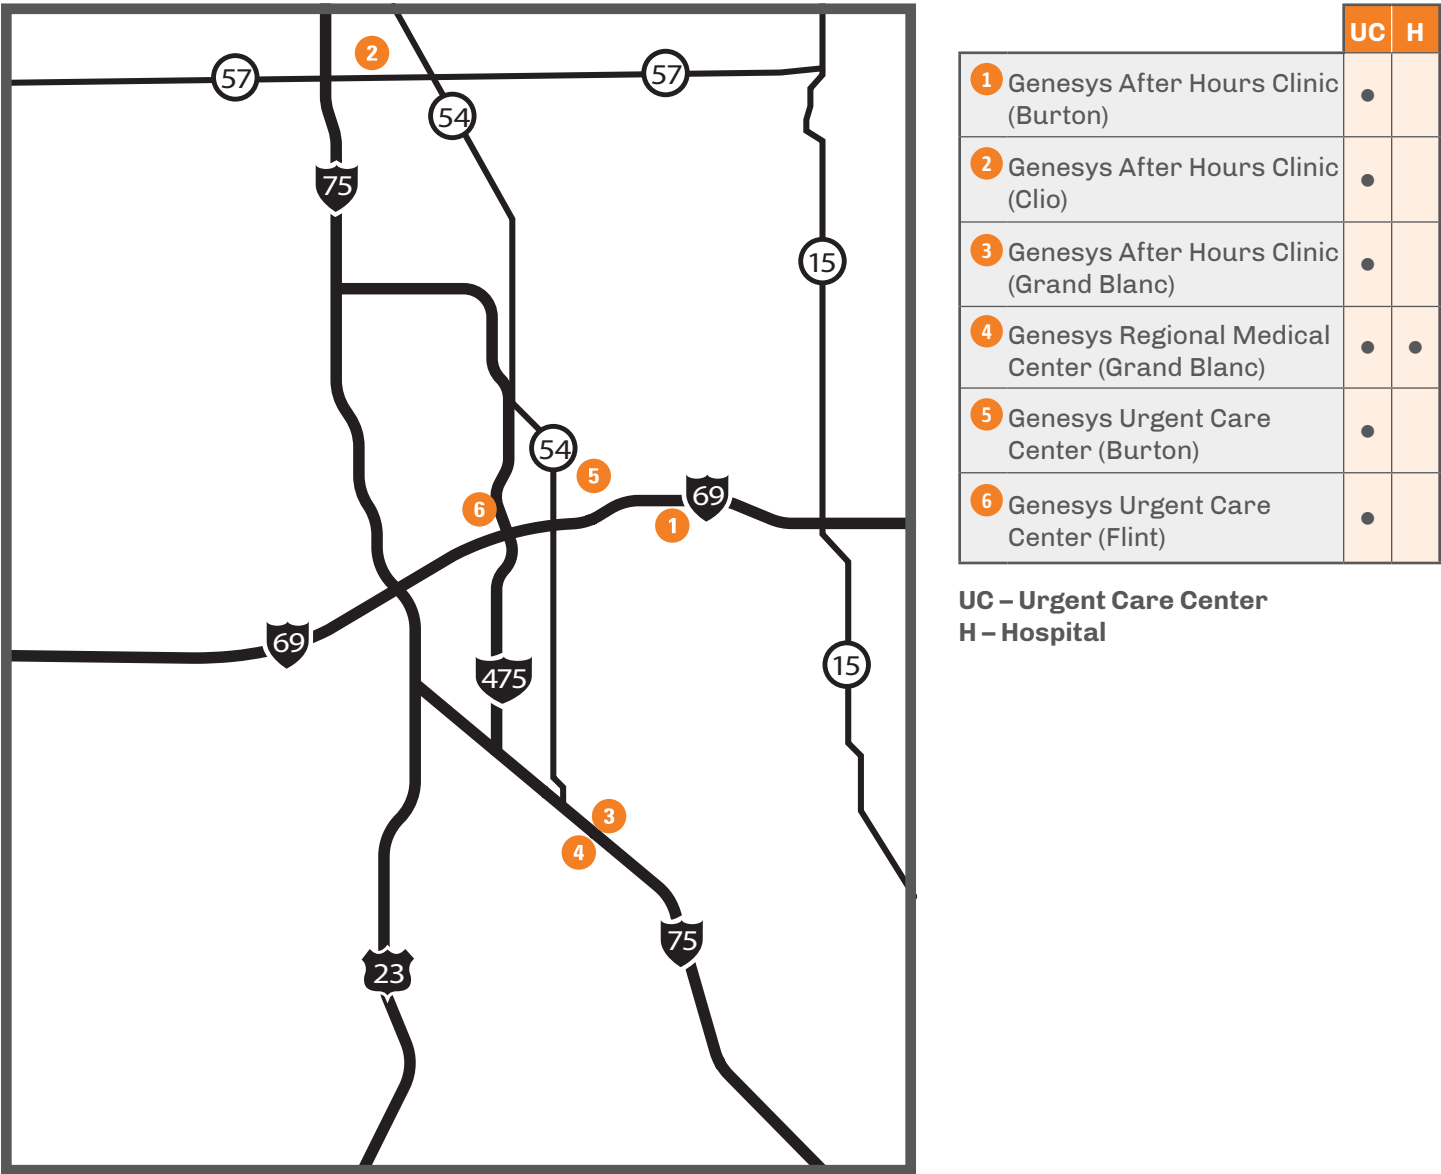 2
57
57
54
75
15
54
5
69
6
1
69
15
475
3
4
75
23
UC H
1 Genesys After Hours Clinic
(Burton)
2 Genesys After Hours Clinic
(Clio)
3 Genesys After Hours Clinic
(Grand Blanc)
4 Genesys Regional Medical
Center (Grand Blanc)
5 Genesys Urgent Care
Center (Burton)
6 Genesys Urgent Care
Center (Flint)
UC – Urgent Care Center
H – Hospital